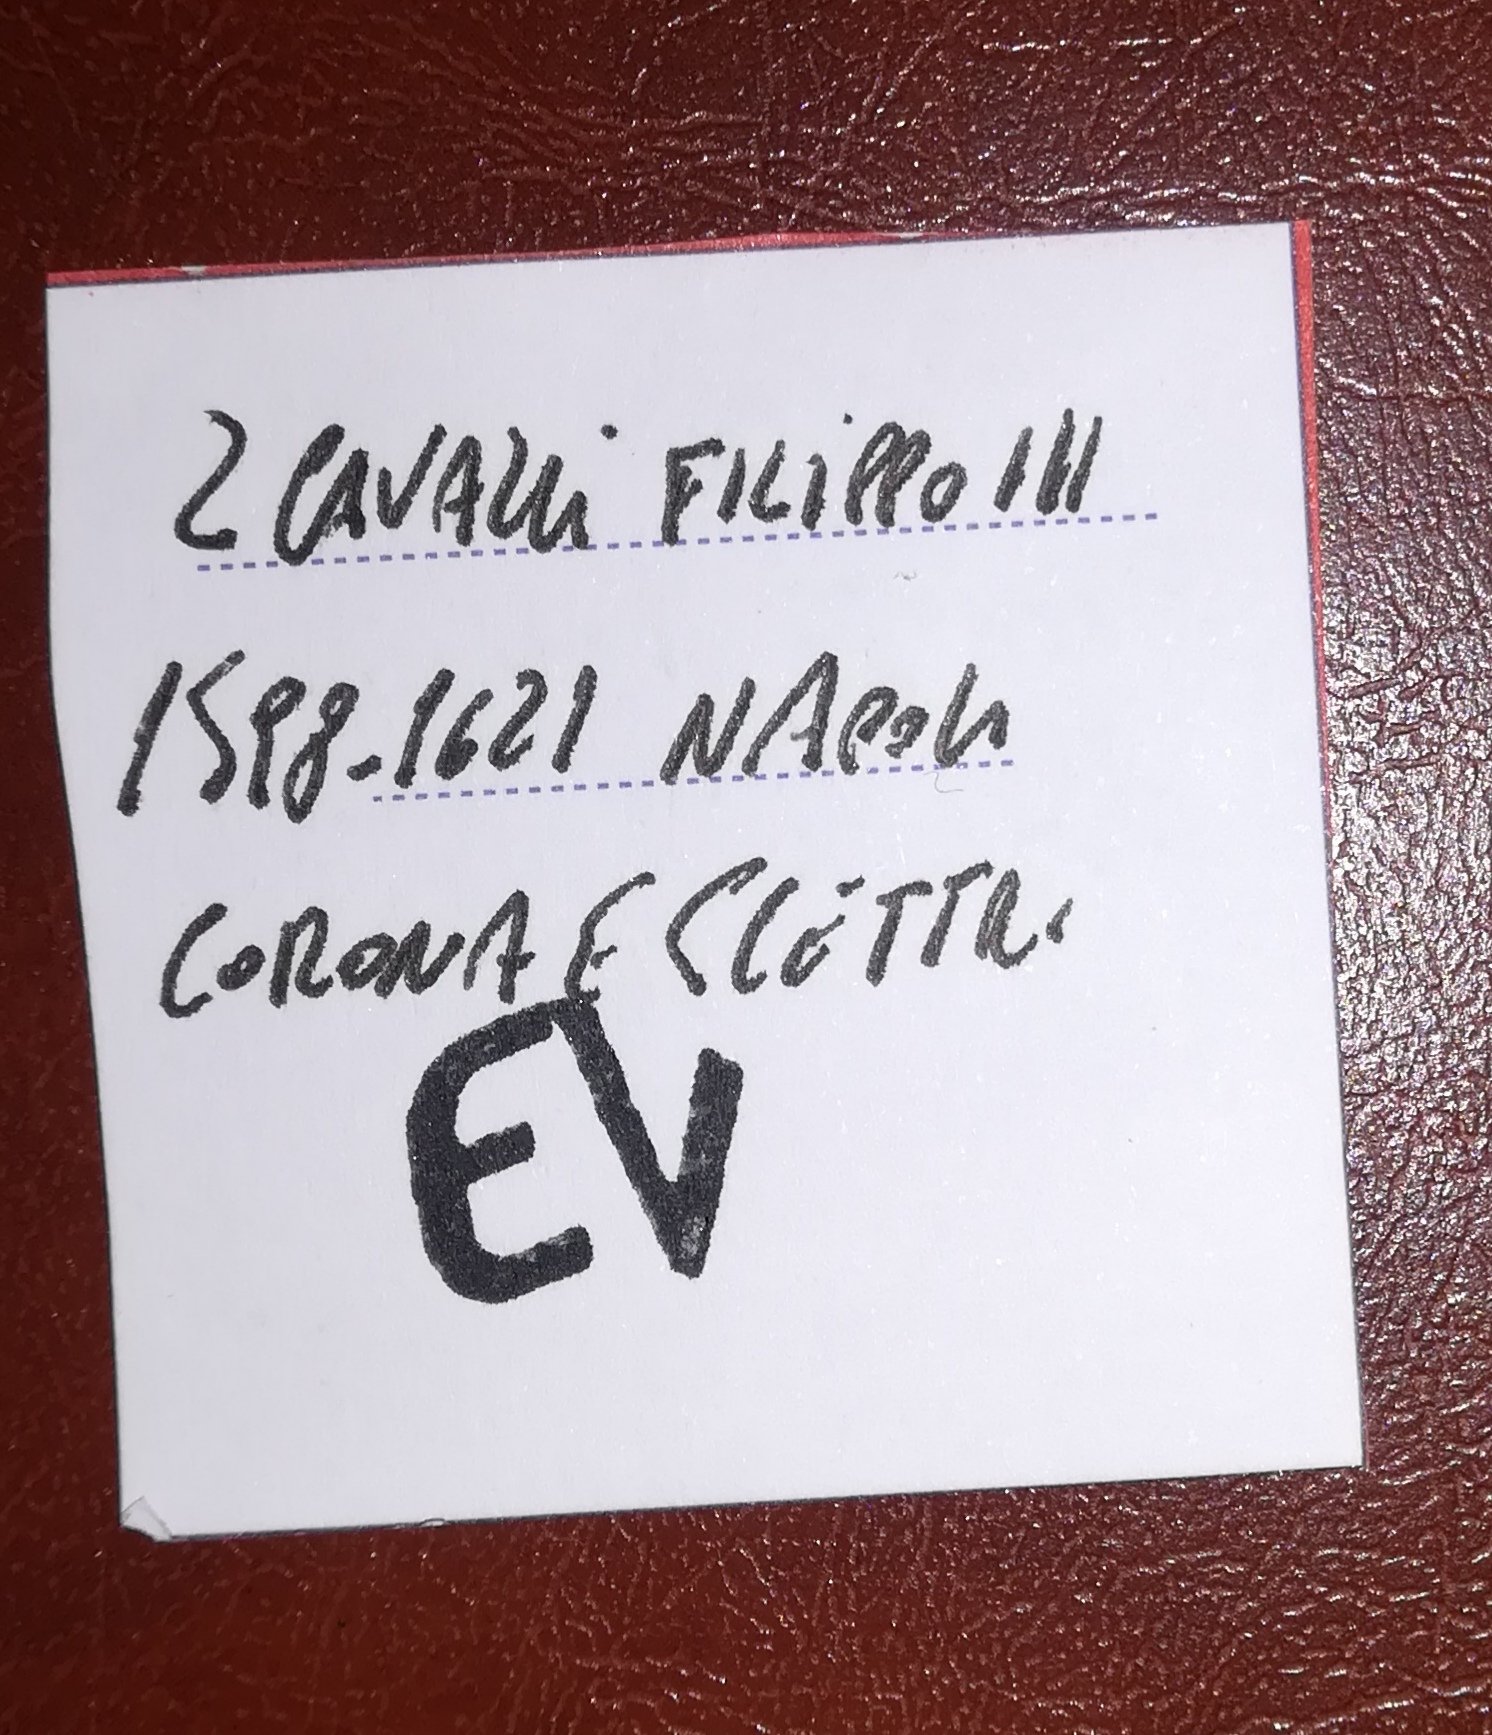 2 CAVALLI FILIPPO III
1598-1621 NAPOLI
CORONA E SCETTRI
EV